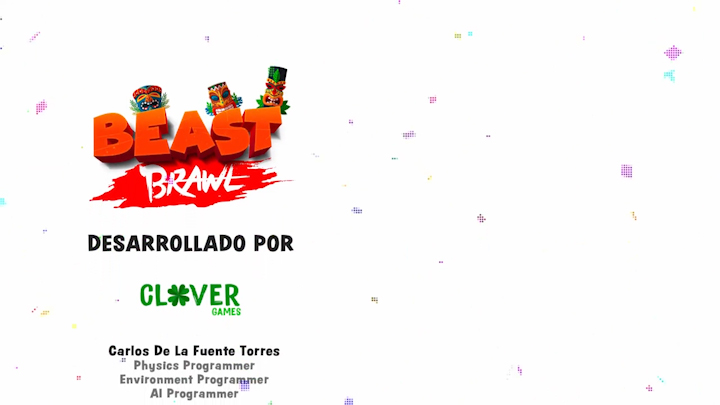 BEAST
BRAWL
DESARROLLADO POR
CLOVER
GAMES
Carlos De La Fuente Torres
Physics Programmer
Environment Programmer
AI Programmer